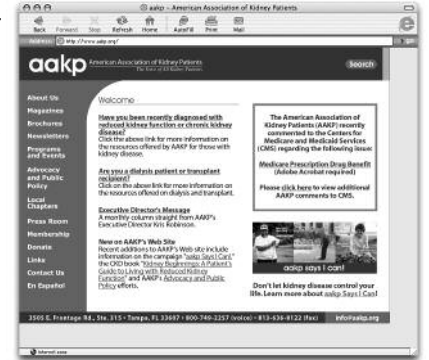 aakp - American Association of Kidney Patients
Back Forward Stop Refresh Home AutoFill Print Mail
Address: http://www.aakp.org/ go
aakp American Association of Kidney Patients
The Voice of All Kidney Patients
Search
About Us
Magazines
Brochures
Newsletters
Programs
and Events
Advocacy
and Public
Policy
Local
Chapters
Press Room
Membership
Donate
Links
Contact Us
En Español
Welcome
Have you been recently diagnosed with
reduced kidney function or chronic kidney
disease?
Click the above link for more information on
the resources offered by AAKP for those with
kidney disease.
Are you a dialysis patient or transplant
recipient?
Click on the above link for more information on
the resources offered on dialysis and transplant.
Executive Director's Message
A monthly column straight from AAKP's
Executive Director Kris Robinson.
New on AAKP's Web Site
Recent additions to AAKP's Web site include
information on the campaign "aakp Says I Can!,"
the CKD book "Kidney Beginnings: A Patient's
Guide to Living with Reduced Kidney
Function" and AAKP's Advocacy and Public
Policy efforts.
The American Association of
Kidney Patients (AAKP) recently
commented to the Centers for
Medicare and Medicaid Services
(CMS) regarding the following issue:
Medicare Prescription Drug Benefit
(Adobe Acrobat required)
Please click here to view additional
AAKP comments to CMS.
aakp says I can!
Don't let kidney disease control your
life. Learn more about aakp Says I Can!
3505 E. Frontage Rd., Ste. 315 • Tampa, FL 33607 • 800-749-2257 (voice) • 813-636-8122 (fax) info@aakp.org
Internet zone